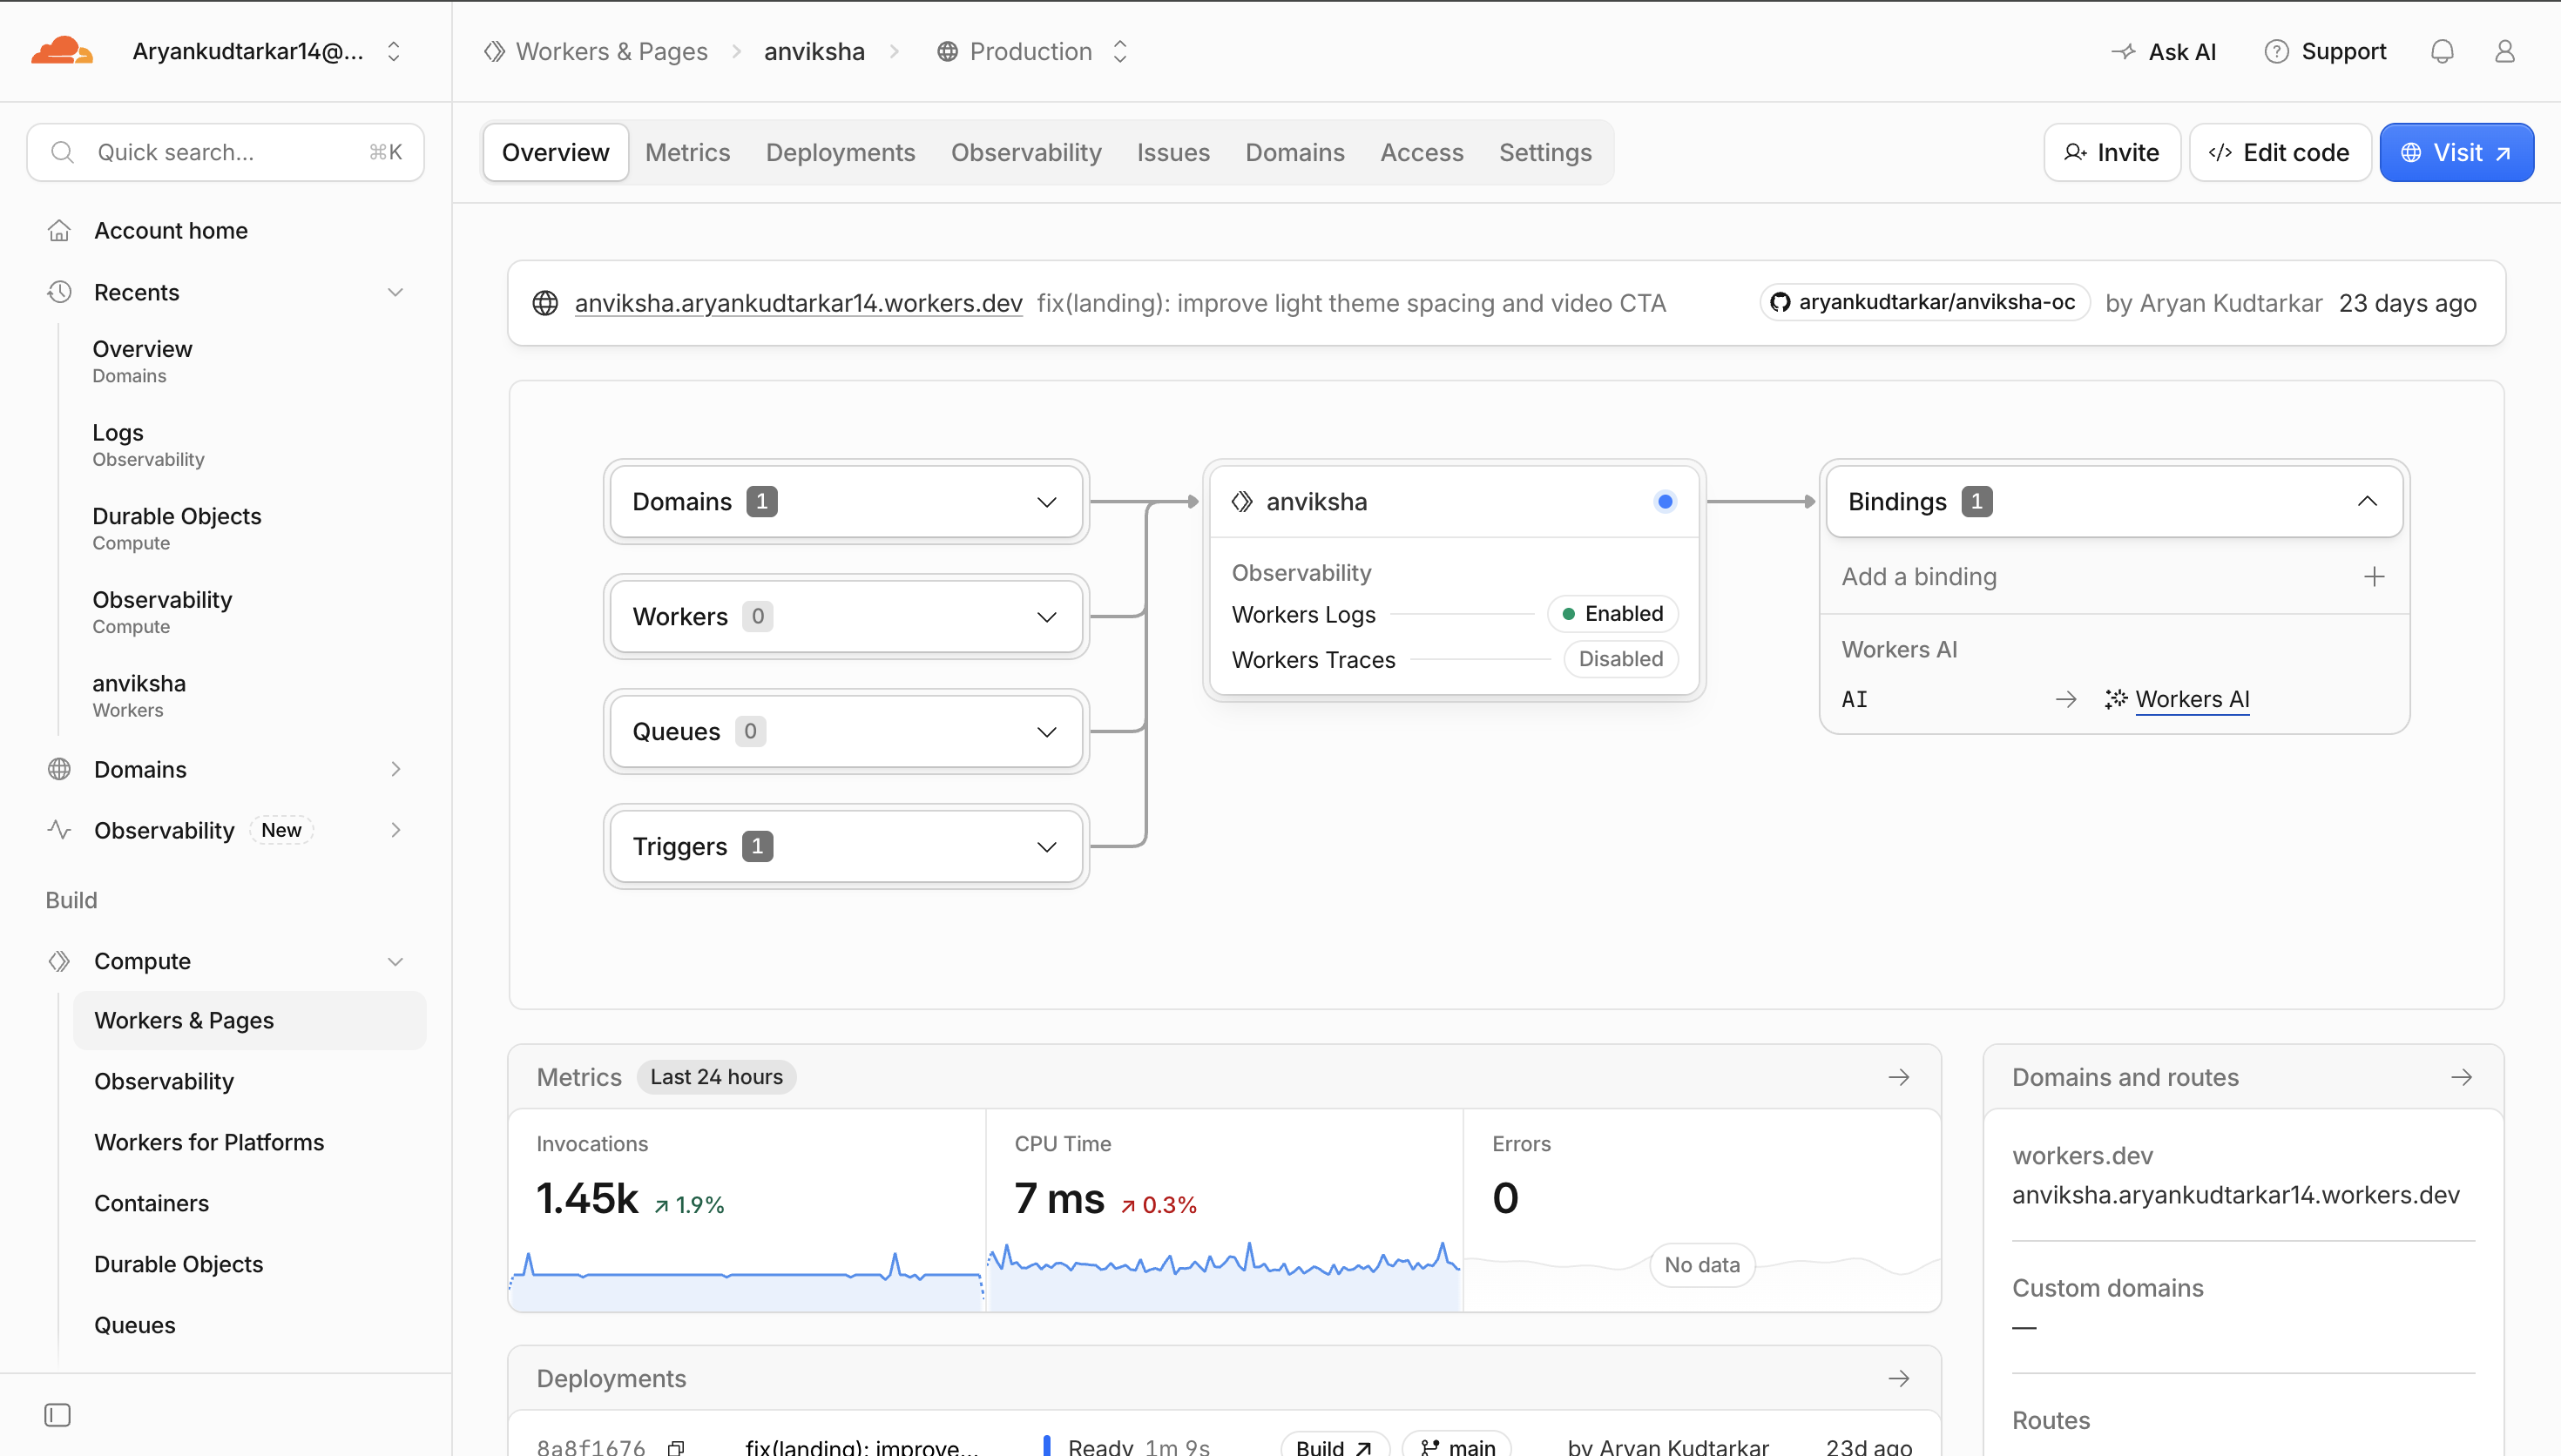 Aryankudtarkar14@...
Workers & Pages
anviksha
Production
Ask AI
Support
Quick search...
⌘K
Overview
Metrics
Deployments
Observability
Issues
Domains
Access
Settings
Invite
Edit code
Visit
Account home
Recents
Overview
Domains
Logs
Observability
Durable Objects
Compute
Observability
Compute
anviksha
Workers
Domains
Observability New
Build
Compute
Workers & Pages
Observability
Workers for Platforms
Containers
Durable Objects
Queues
anviksha.aryankudtarkar14.workers.dev fix(landing): improve light theme spacing and video CTA
aryankudtarkar/anviksha-oc by Aryan Kudtarkar 23 days ago
Domains 1
Workers 0
Queues 0
Triggers 1
anviksha
Observability
Workers Logs Enabled
Workers Traces Disabled
Bindings 1
Add a binding
Workers AI
AI → Workers AI
Metrics Last 24 hours
Invocations
1.45k 1.9%
CPU Time
7 ms 0.3%
Errors
0
No data
Deployments
8a8f1676 fix(landing): improve... Ready 1m 9s Build main by Aryan Kudtarkar 23d ago
Domains and routes
workers.dev
anviksha.aryankudtarkar14.workers.dev
Custom domains
—
Routes